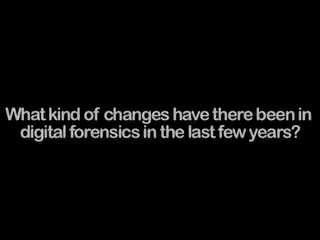 What kind of changes have there been in
digital forensics in the last few years?